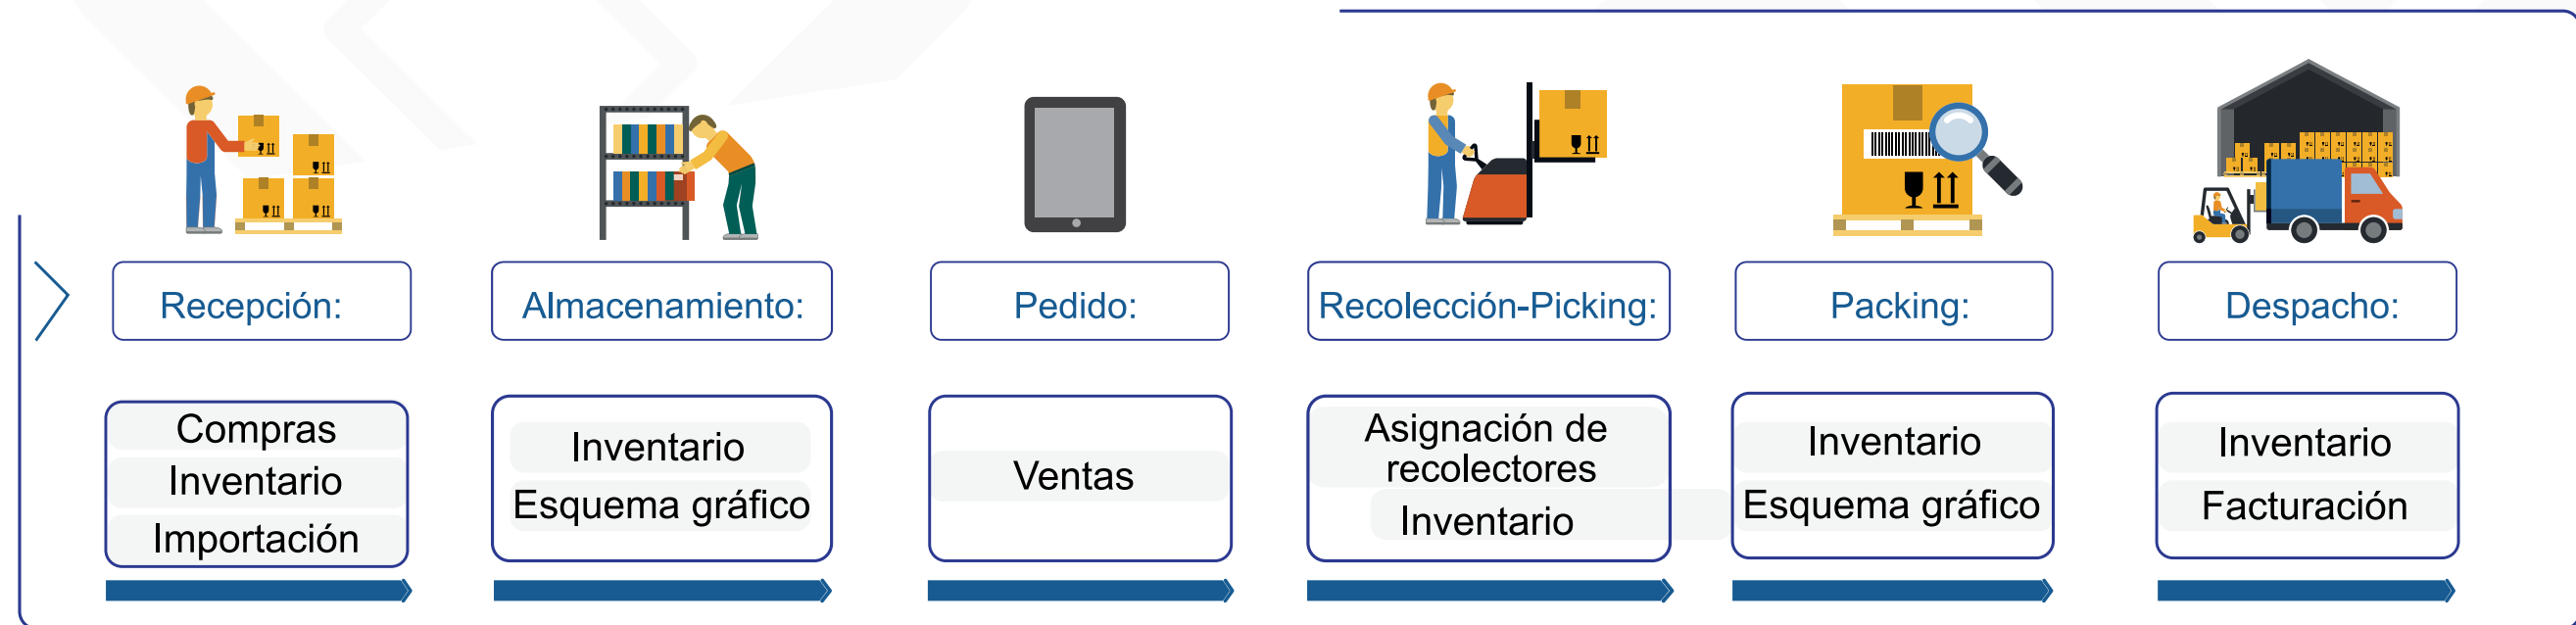 Recepción:
Almacenamiento:
Pedido:
Recolección-Picking:
Packing:
Despacho:
Compras
Inventario
Importación
Inventario
Esquema gráfico
Ventas
Asignación de
recolectores
Inventario
Inventario
Esquema gráfico
Inventario
Facturación